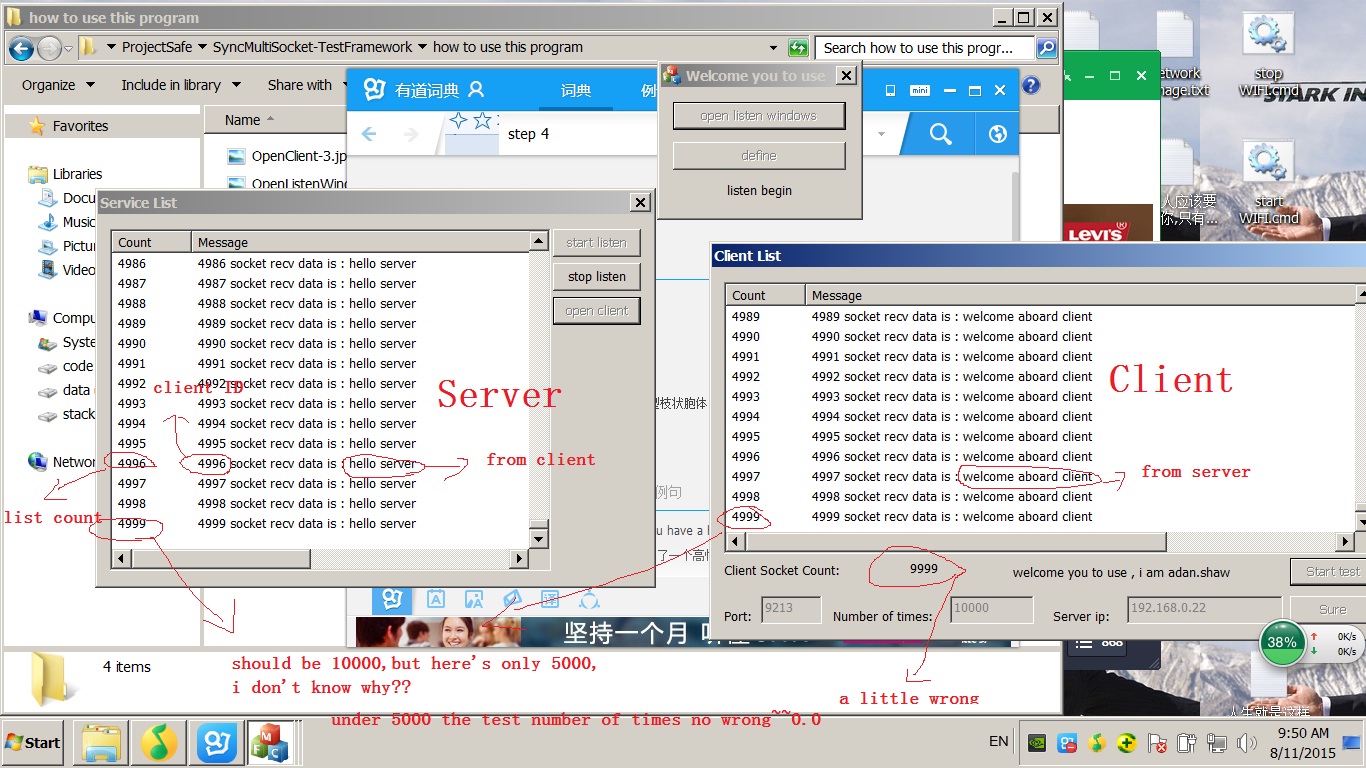 how to use this program
ProjectSafe
SyncMultiSocket-TestFramework
how to use this program
Search how to use this progr...
Organize
Include in library
Share with
Favorites
Name
OpenClient-3.jp
OpenListenWind
Libraries
Docu
Music
Pictur
Video
Compu
Syste
code
data
stack
Networ
4 items
有道词典
词典
例
mini
step 4
Welcome you to use
open listen windows
define
listen begin
etwork
nage.txt
stop
WIFI.cmd
STARK IN
人应该要
你,只有...
start
WIFI.cmd
LEVI'S
Service List
Count Message
4986 4986 socket recv data is : hello server
4987 4987 socket recv data is : hello server
4988 4988 socket recv data is : hello server
4989 4989 socket recv data is : hello server
4990 4990 socket recv data is : hello server
4991 4991 socket recv data is : hello server
4992 4992 socket recv data is : hello server
4993 4993 socket recv data is : hello server
4994 4994 socket recv data is : hello server
4995 4995 socket recv data is : hello server
4996 4996 socket recv data is : hello server
4997 4997 socket recv data is : hello server
4998 4998 socket recv data is : hello server
4999 4999 socket recv data is : hello server
start listen
stop listen
open client
client ID
Server
from client
list count
型枝状胞体
例句
u have a l
了一个高
Client List
Count Message
4989 4989 socket recv data is : welcome aboard client
4990 4990 socket recv data is : welcome aboard client
4991 4991 socket recv data is : welcome aboard client
4992 4992 socket recv data is : welcome aboard client
4993 4993 socket recv data is : welcome aboard client
4994 4994 socket recv data is : welcome aboard client
4995 4995 socket recv data is : welcome aboard client
4996 4996 socket recv data is : welcome aboard client
4997 4997 socket recv data is : welcome aboard client
4998 4998 socket recv data is : welcome aboard client
4999 4999 socket recv data is : welcome aboard client
Client
from server
Client Socket Count: 9999
welcome you to use , i am adan.shaw
Start test
Port: 9213
Number of times: 10000
Server ip: 192.168.0.22
Sure
坚持一个月
38%
0K/s
0K/s
should be 10000,but here's only 5000,
i don't know why??
a little wrong
under 5000 the test number of times no wrong~~0.0
人生就是这样
Start
EN
9:50 AM
8/11/2015